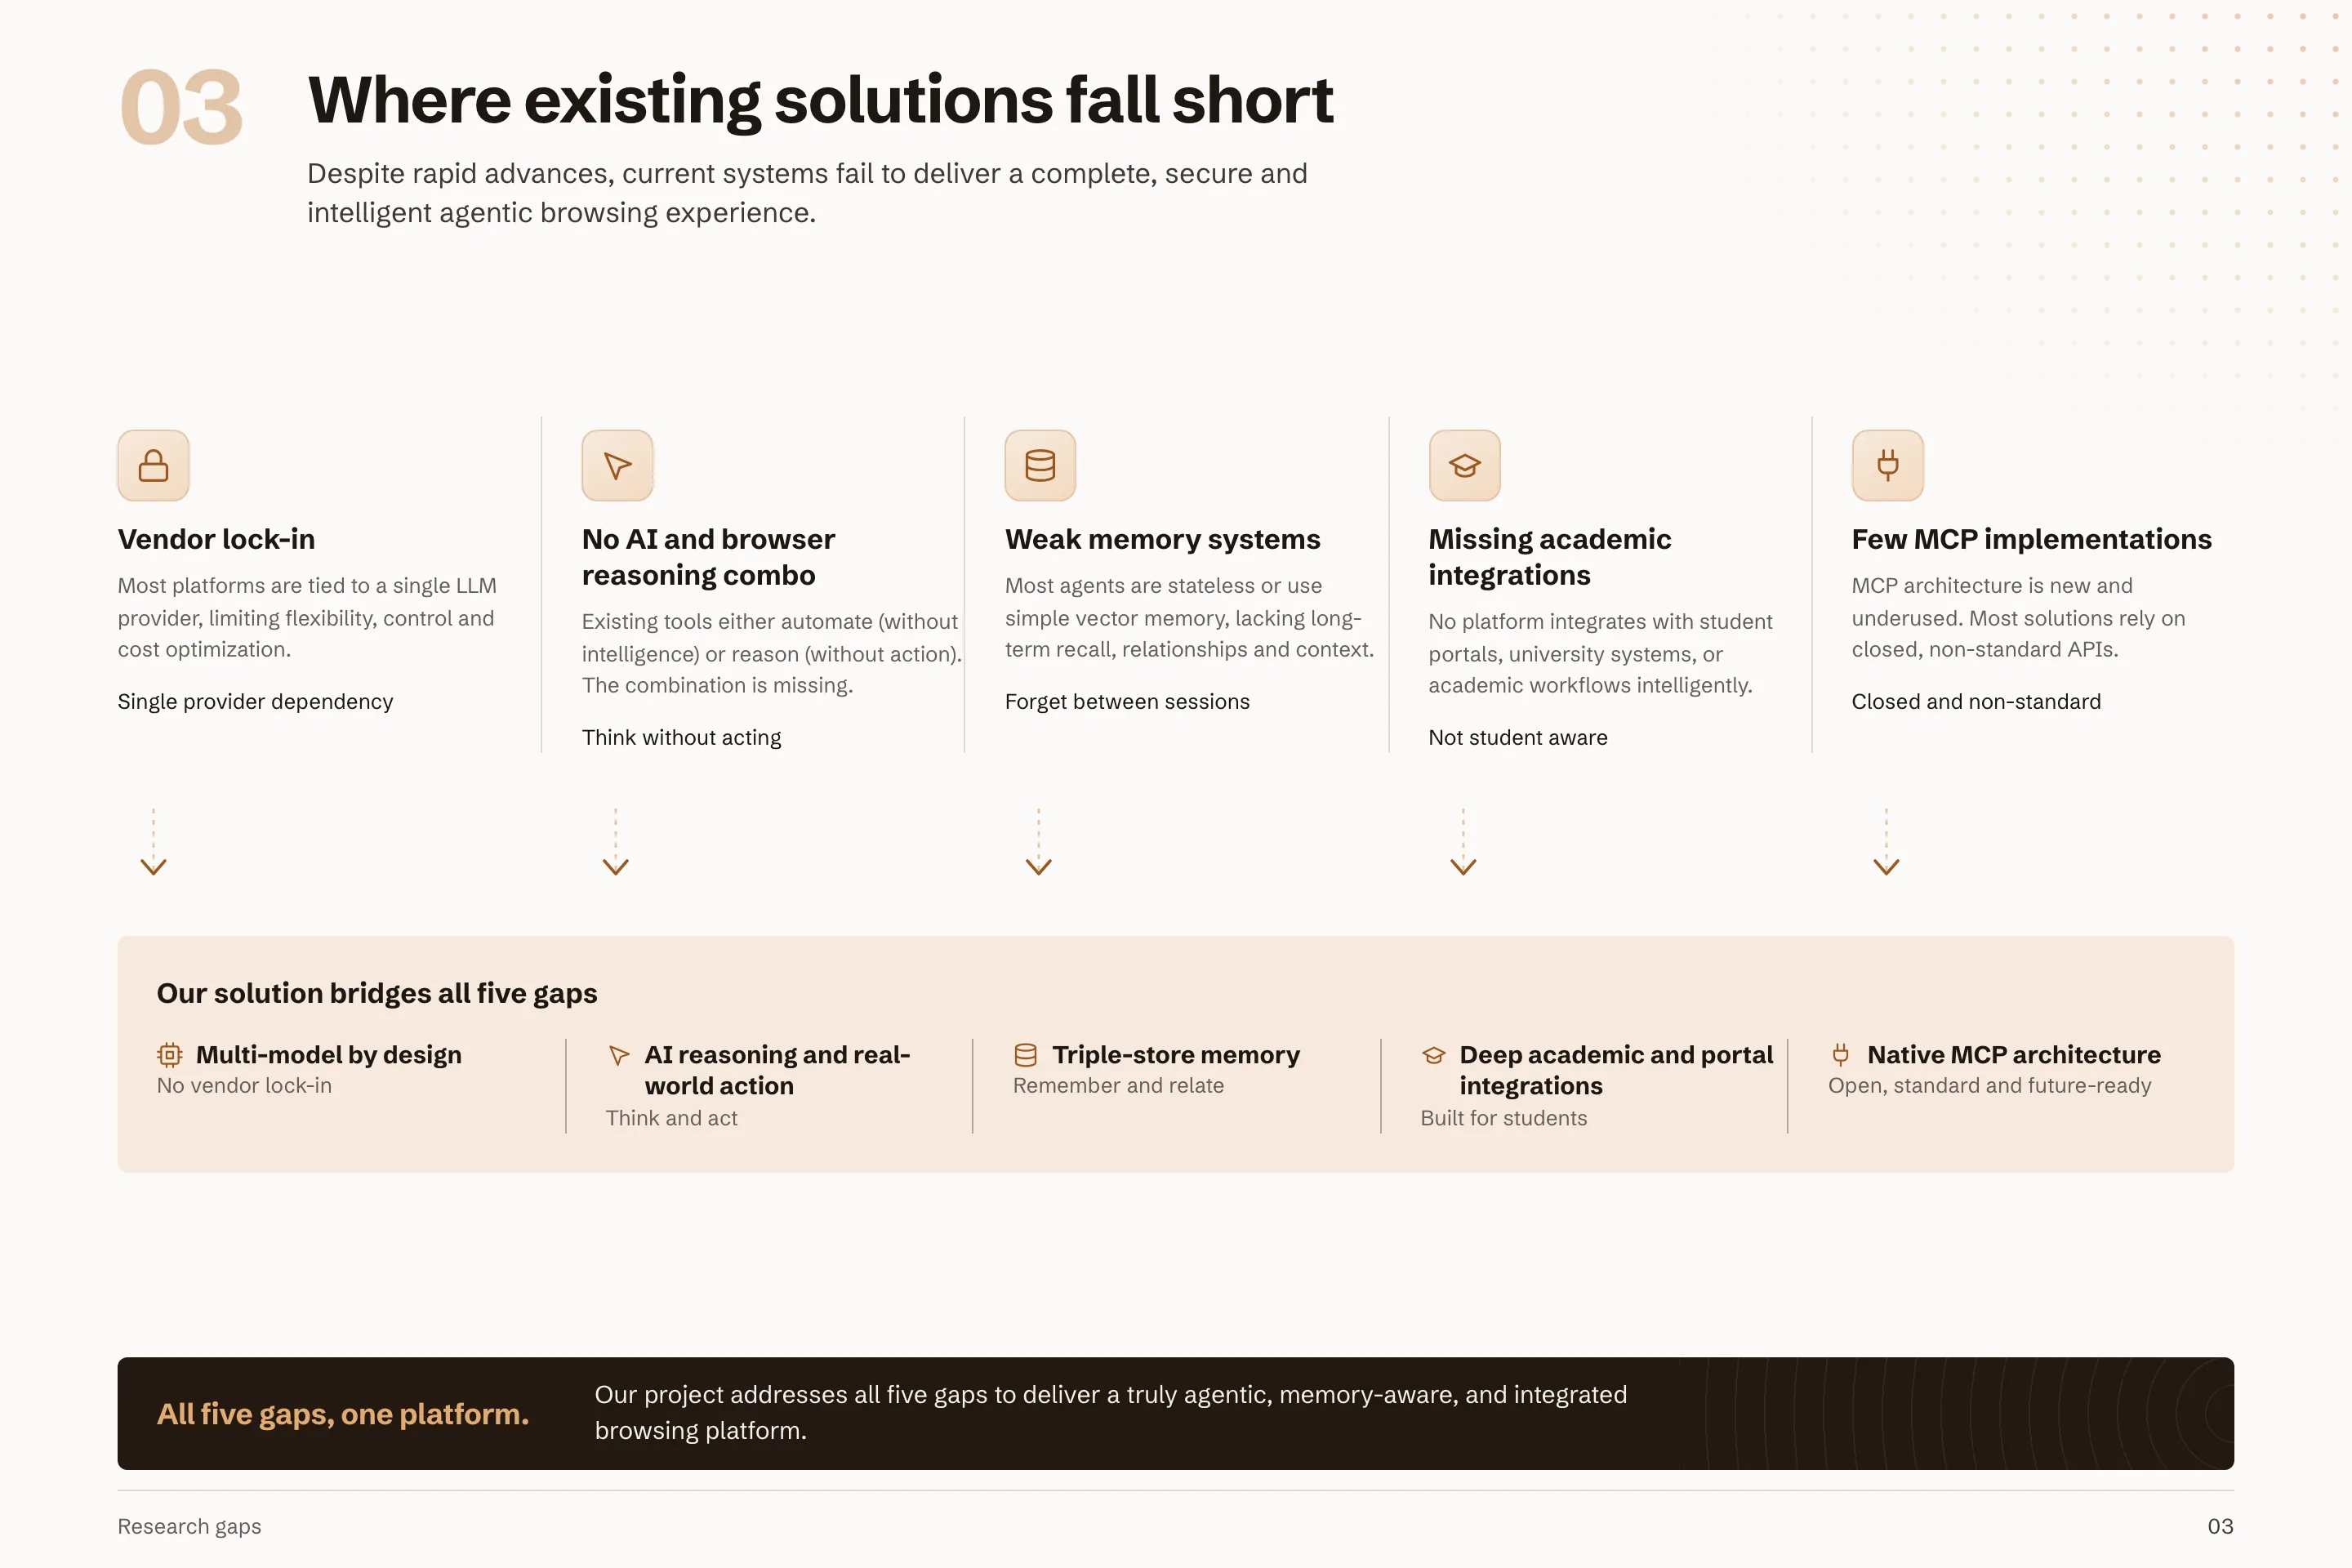 03
Where existing solutions fall short
Despite rapid advances, current systems fail to deliver a complete, secure and
intelligent agentic browsing experience.
Vendor lock-in
Most platforms are tied to a single LLM
provider, limiting flexibility, control and
cost optimization.
Single provider dependency
No AI and browser
reasoning combo
Existing tools either automate (without
intelligence) or reason (without action).
The combination is missing.
Think without acting
Weak memory systems
Most agents are stateless or use
simple vector memory, lacking long-
term recall, relationships and context.
Forget between sessions
Missing academic
integrations
No platform integrates with student
portals, university systems, or
academic workflows intelligently.
Not student aware
Few MCP implementations
MCP architecture is new and
underused. Most solutions rely on
closed, non-standard APIs.
Closed and non-standard
Our solution bridges all five gaps
Multi-model by design
No vendor lock-in
AI reasoning and real-
world action
Think and act
Triple-store memory
Remember and relate
Deep academic and portal
integrations
Built for students
Native MCP architecture
Open, standard and future-ready
All five gaps, one platform.
Our project addresses all five gaps to deliver a truly agentic, memory-aware, and integrated
browsing platform.
Research gaps
03